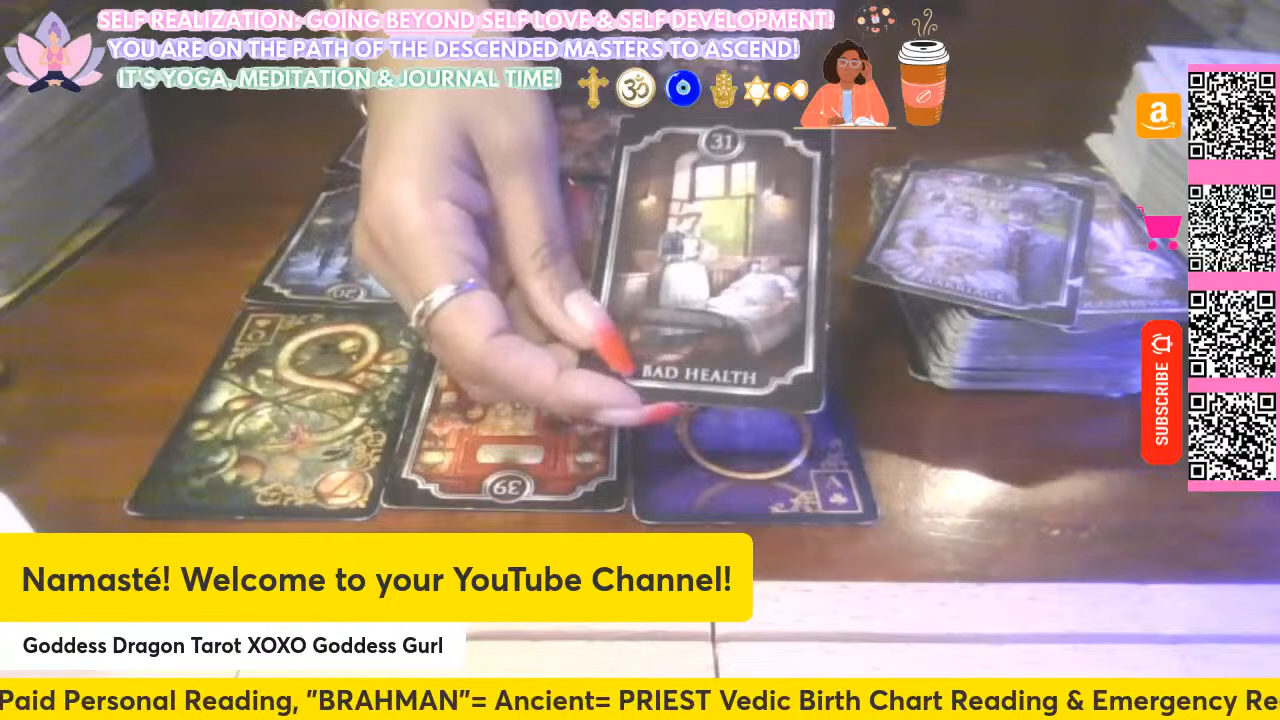 SELF REALIZATION: GOING BEYOND SELF LOVE & SELF DEVELOPMENT!
YOU ARE ON THE PATH OF THE DESCENDED MASTERS TO ASCEND!
IT'S YOGA, MEDITATION & JOURNAL TIME!
31
BAD HEALTH
20
39
A
SUBSCRIBE
Namasté! Welcome to your YouTube Channel!
Goddess Dragon Tarot XOXO Goddess Gurl
Paid Personal Reading, "BRAHMAN"= Ancient= PRIEST Vedic Birth Chart Reading & Emergency Re